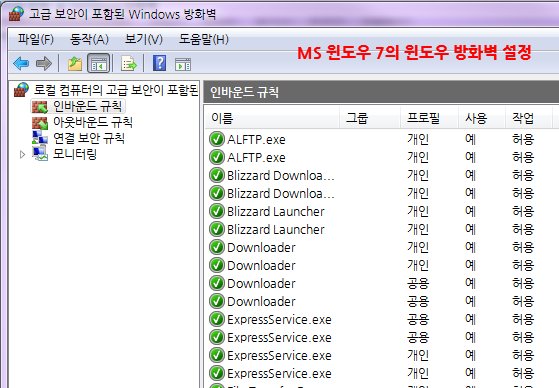 고급 보안이 포함된 Windows 방화벽
파일(F) 동작(A) 보기(V) 도움말(H)
MS 윈도우 7의 윈도우 방화벽 설정
로컬 컴퓨터의 고급 보안이 포함된
인바운드 규칙
아웃바운드 규칙
연결 보안 규칙
모니터링
인바운드 규칙
이름 그룹 프로필 사용 작업
ALFTP.exe 개인 예 허용
ALFTP.exe 개인 예 허용
Blizzard Downloa... 개인 예 허용
Blizzard Downloa... 개인 예 허용
Blizzard Launcher 개인 예 허용
Blizzard Launcher 개인 예 허용
Downloader 개인 예 허용
Downloader 개인 예 허용
Downloader 공용 예 허용
Downloader 공용 예 허용
ExpressService.exe 공용 예 허용
ExpressService.exe 개인 예 허용
ExpressService.exe 공용 예 허용
ExpressService.exe 개인 예 허용